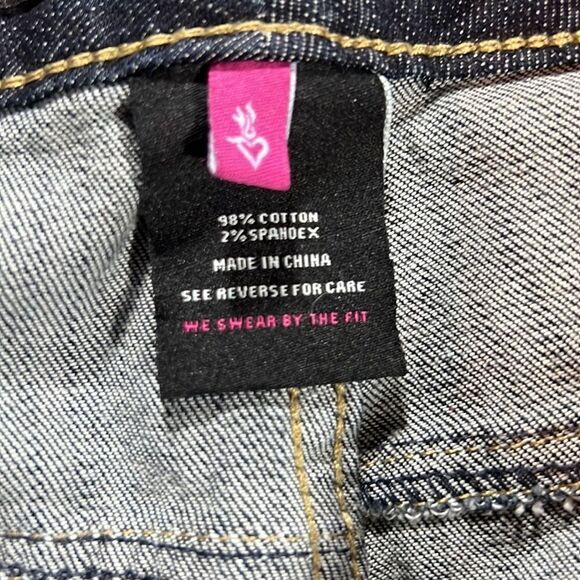 98% COTTON
2% SPANDEX
MADE IN CHINA
SEE REVERSE FOR CARE
WE SWEAR BY THE FIT